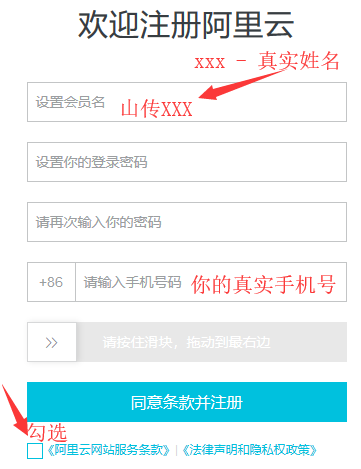 欢迎注册阿里云
xxx - 真实姓名
设置会员名 山传XXX
设置你的登录密码
请再次输入你的密码
+86 请输入手机号码 你的真实手机号
>> 请按住滑块，拖动到最右边
同意条款并注册
勾选
《阿里云网站服务条款》 | 《法律声明和隐私权政策》